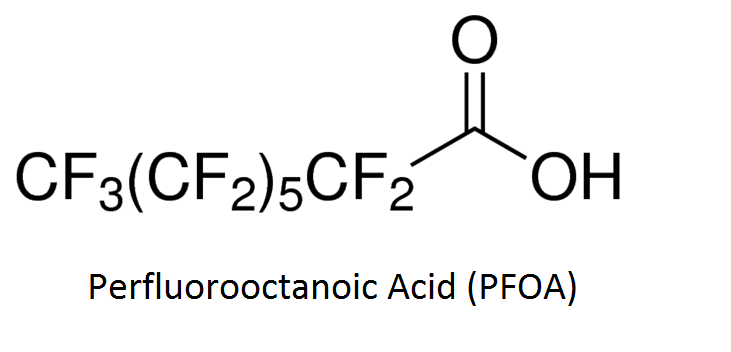 O
CF₃(CF₂)₅CF₂ OH
Perfluorooctanoic Acid (PFOA)